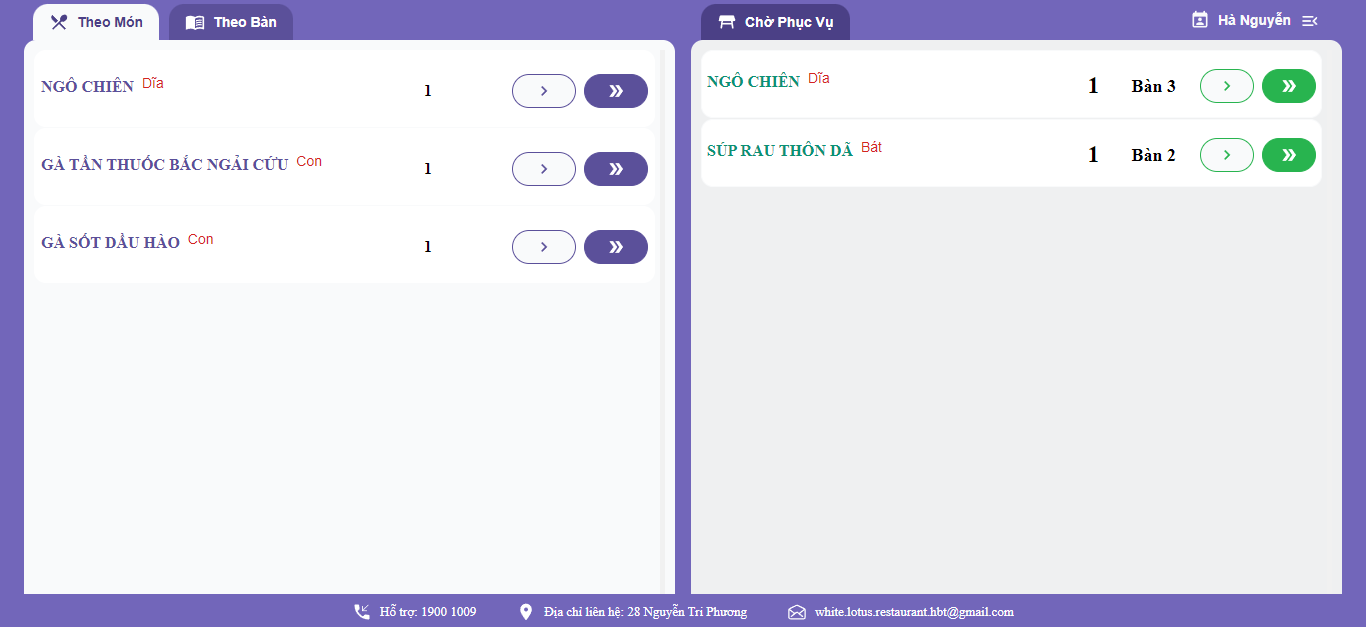 Theo Món
Theo Bàn
Chờ Phục Vụ
Hà Nguyễn
NGÔ CHIÊN Dĩa
1
GÀ TẦN THUỐC BẮC NGẢI CỨU Con
1
GÀ SỐT DẦU HÀO Con
1
NGÔ CHIÊN Dĩa
1 Bàn 3
SÚP RAU THÔN DÃ Bát
1 Bàn 2
Hỗ trợ: 1900 1009
Địa chỉ liên hệ: 28 Nguyễn Tri Phương
white.lotus.restaurant.hbt@gmail.com